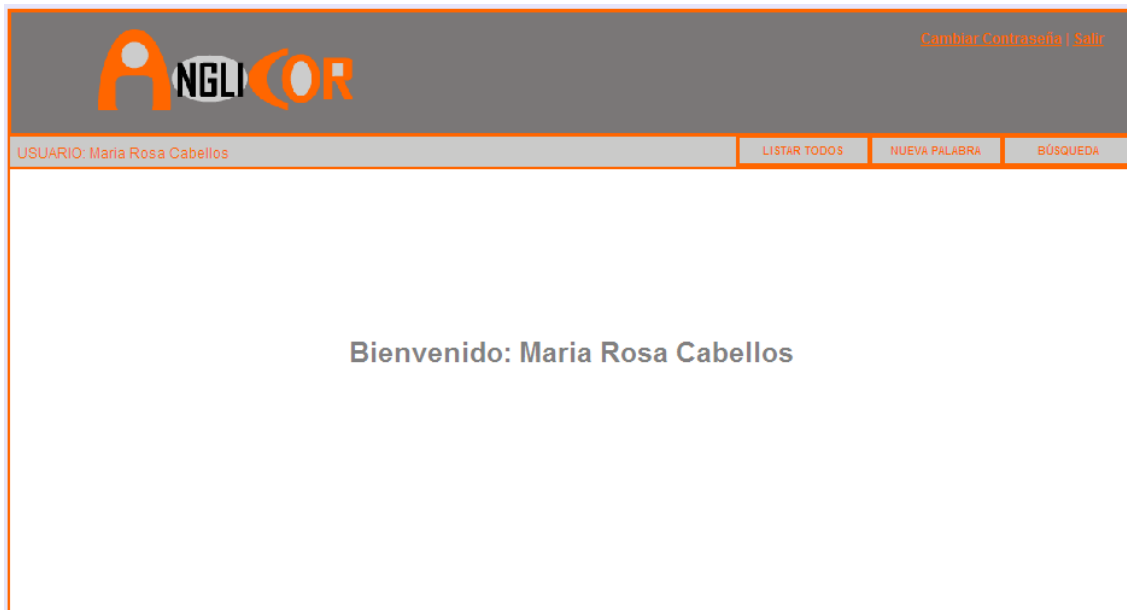 ANGLICOR
Cambiar Contraseña | Salir
USUARIO: Maria Rosa Cabellos
LISTAR TODOS
NUEVA PALABRA
BÚSQUEDA
Bienvenido: Maria Rosa Cabellos